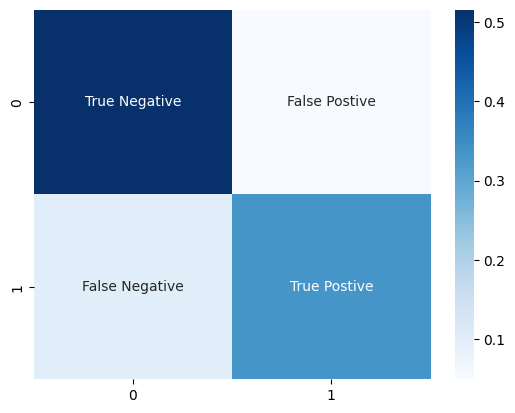 0
True Negative
False Postive
1
False Negative
True Postive
0
1
0.5
0.4
0.3
0.2
0.1